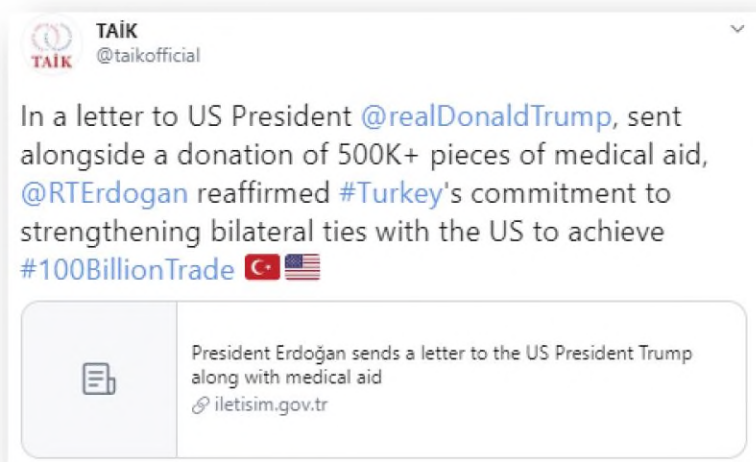 TAİK
@taikofficial
TAİK
In a letter to US President @realDonaldTrump, sent
alongside a donation of 500K+ pieces of medical aid,
@RTErdogan reaffirmed #Turkey's commitment to
strengthening bilateral ties with the US to achieve
#100BillionTrade 🇹🇷🇺🇸
President Erdoğan sends a letter to the US President Trump
along with medical aid
iletisim.gov.tr